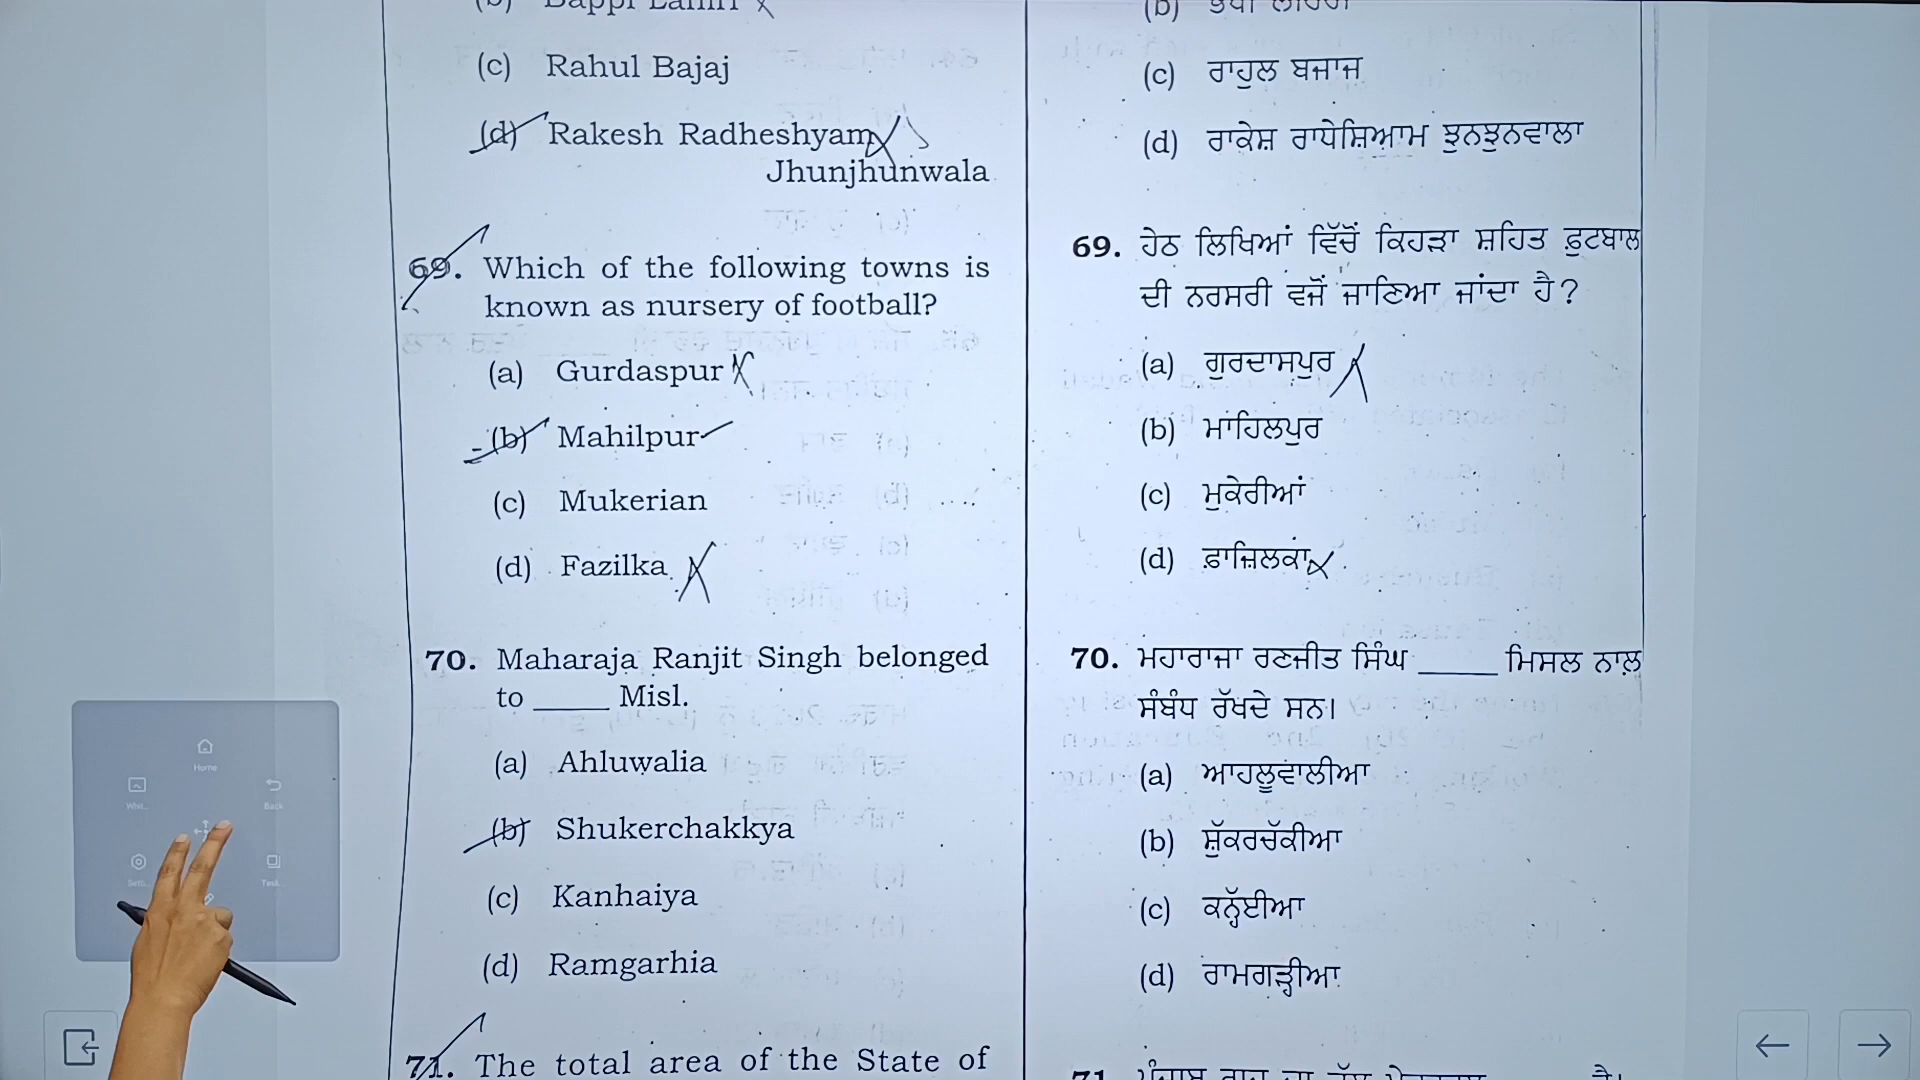 (c) Rahul Bajaj
(d) Rakesh Radheshyam
Jhunjhunwala
69. Which of the following towns is
known as nursery of football?
(a) Gurdaspur
(b) Mahilpur
(c) Mukerian
(d) Fazilka
70. Maharaja Ranjit Singh belonged
to _____ Misl.
(a) Ahluwalia
(b) Shukerchakkya
(c) Kanhaiya
(d) Ramgarhia
71. The total area of the State of
(c) ਰਾਹੁਲ ਬਜਾਜ
(d) ਰਾਕੇਸ਼ ਰਾਧੇਸ਼ਿਆਮ ਝੁਨਝੁਨਵਾਲਾ
69. ਹੇਠ ਲਿਖਿਆਂ ਵਿੱਚੋਂ ਕਿਹੜਾ ਸ਼ਹਿਤ ਫ਼ੁਟਬਾਲ
ਦੀ ਨਰਸਰੀ ਵਜੋਂ ਜਾਣਿਆ ਜਾਂਦਾ ਹੈ?
(a) ਗੁਰਦਾਸਪੁਰ
(b) ਮਾਹਿਲਪੁਰ
(c) ਮੁਕੇਰੀਆਂ
(d) ਫ਼ਾਜ਼ਿਲਕਾ
70. ਮਹਾਰਾਜਾ ਰਣਜੀਤ ਸਿੰਘ _____ ਮਿਸਲ ਨਾਲ਼
ਸੰਬੰਧ ਰੱਖਦੇ ਸਨ।
(a) ਆਹਲੂਵਾਲੀਆ
(b) ਸ਼ੁੱਕਰਚੱਕੀਆ
(c) ਕਨ੍ਹੱਈਆ
(d) ਰਾਮਗੜ੍ਹੀਆ
Home
Back